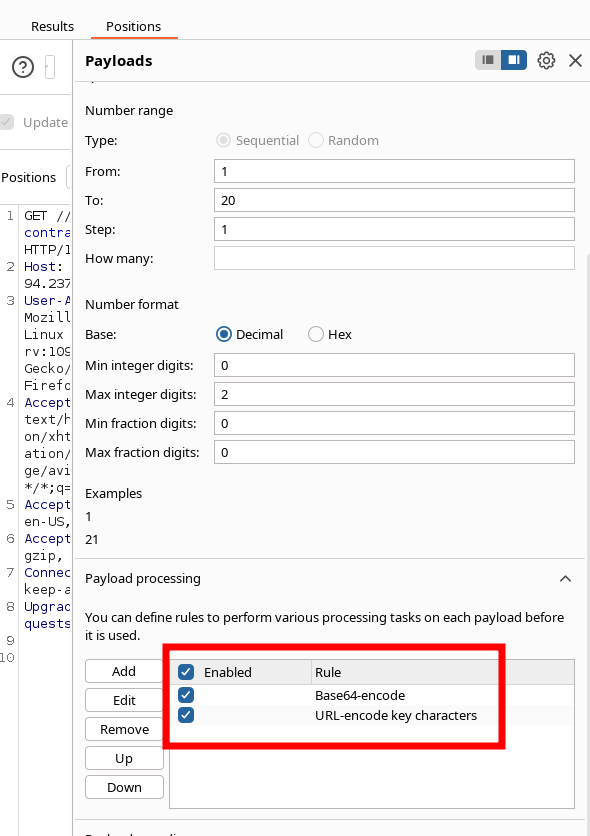 Results
Positions
Payloads
Update
Number range
Type:
Sequential
Random
Positions
From:
1
To:
20
Step:
1
How many:
1 GET //
contra
HTTP/1
2 Host:
94.237
3 User-A
Mozill
Linux
rv:109
Gecko/
Firefo
4 Accept
text/h
on/xht
ation/
ge/avi
*/*;q=
5 Accept
en-US,
6 Accept
gzip,
7 Connec
keep-a
8 Upgrad
quests
9
10
Number format
Base:
Decimal
Hex
Min integer digits:
0
Max integer digits:
2
Min fraction digits:
0
Max fraction digits:
0
Examples
1
21
Payload processing
You can define rules to perform various processing tasks on each payload before
it is used.
Add
Edit
Remove
Up
Down
Enabled
Rule
Base64-encode
URL-encode key characters